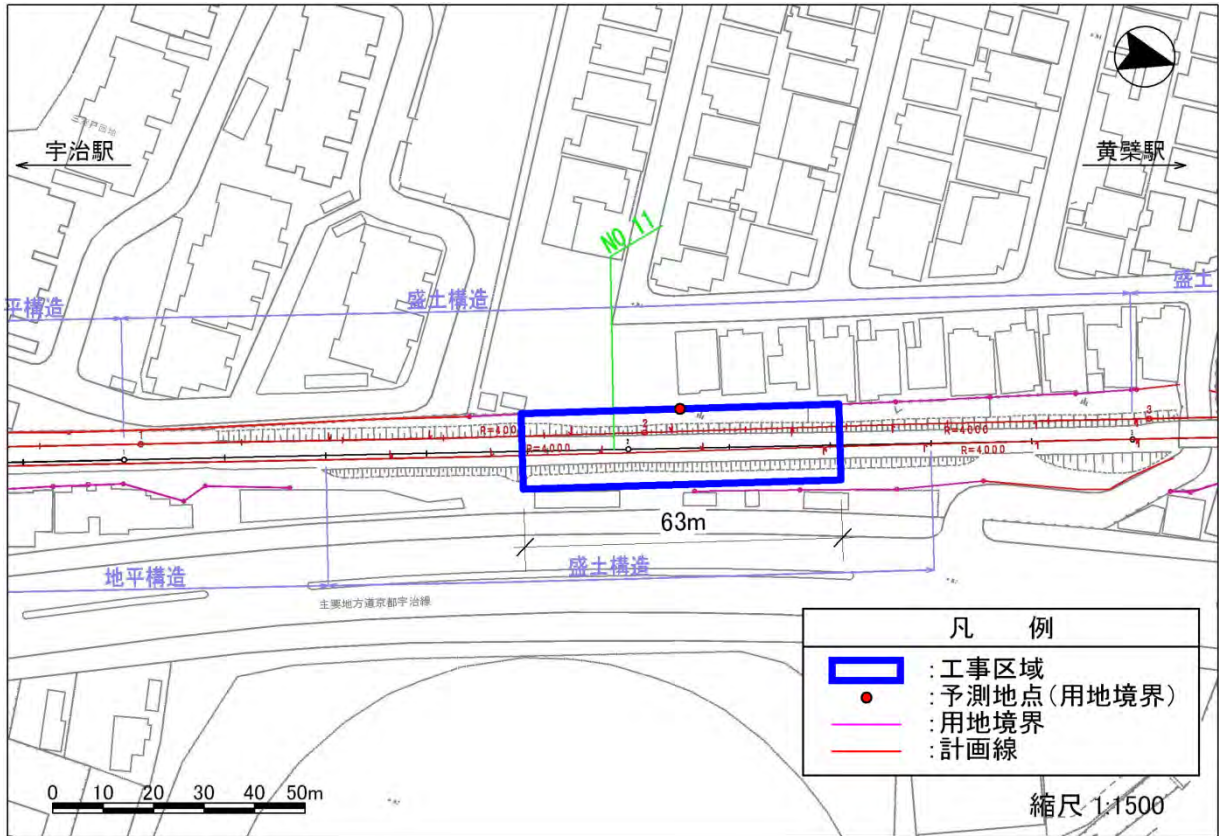 宇治駅
黄檗駅
NO 11
平構造
盛土構造
盛土
R=4000
R=4000
R=4000
R=4000
63m
地平構造
盛土構造
主要地方道京都宇治線
凡 例
:工事区域
:予測地点(用地境界)
:用地境界
:計画線
0 10 20 30 40 50m
縮尺 1:1500